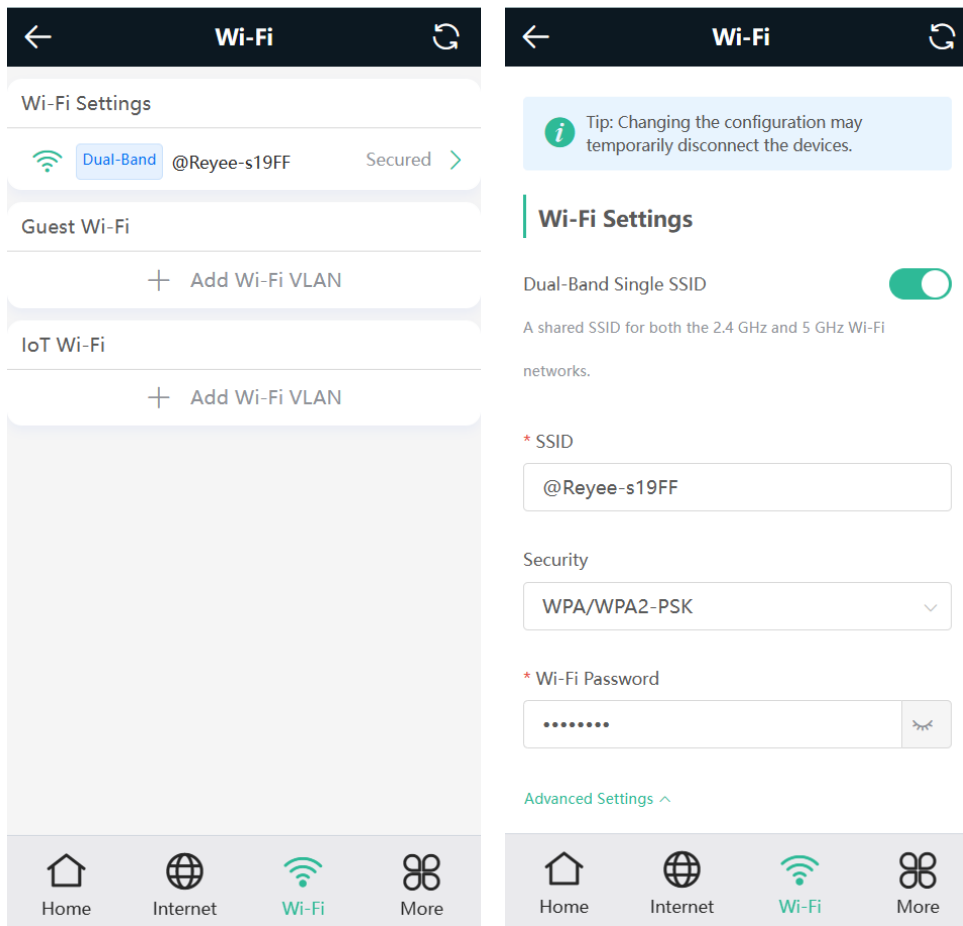 Wi-Fi
Wi-Fi Settings
Dual-Band @Reyee-s19FF Secured
Guest Wi-Fi
Add Wi-Fi VLAN
IoT Wi-Fi
Add Wi-Fi VLAN
Home Internet Wi-Fi More
Wi-Fi
Tip: Changing the configuration may
temporarily disconnect the devices.
Wi-Fi Settings
Dual-Band Single SSID
A shared SSID for both the 2.4 GHz and 5 GHz Wi-Fi
networks.
* SSID
@Reyee-s19FF
Security
WPA/WPA2-PSK
* Wi-Fi Password
••••••••
Advanced Settings
Home Internet Wi-Fi More